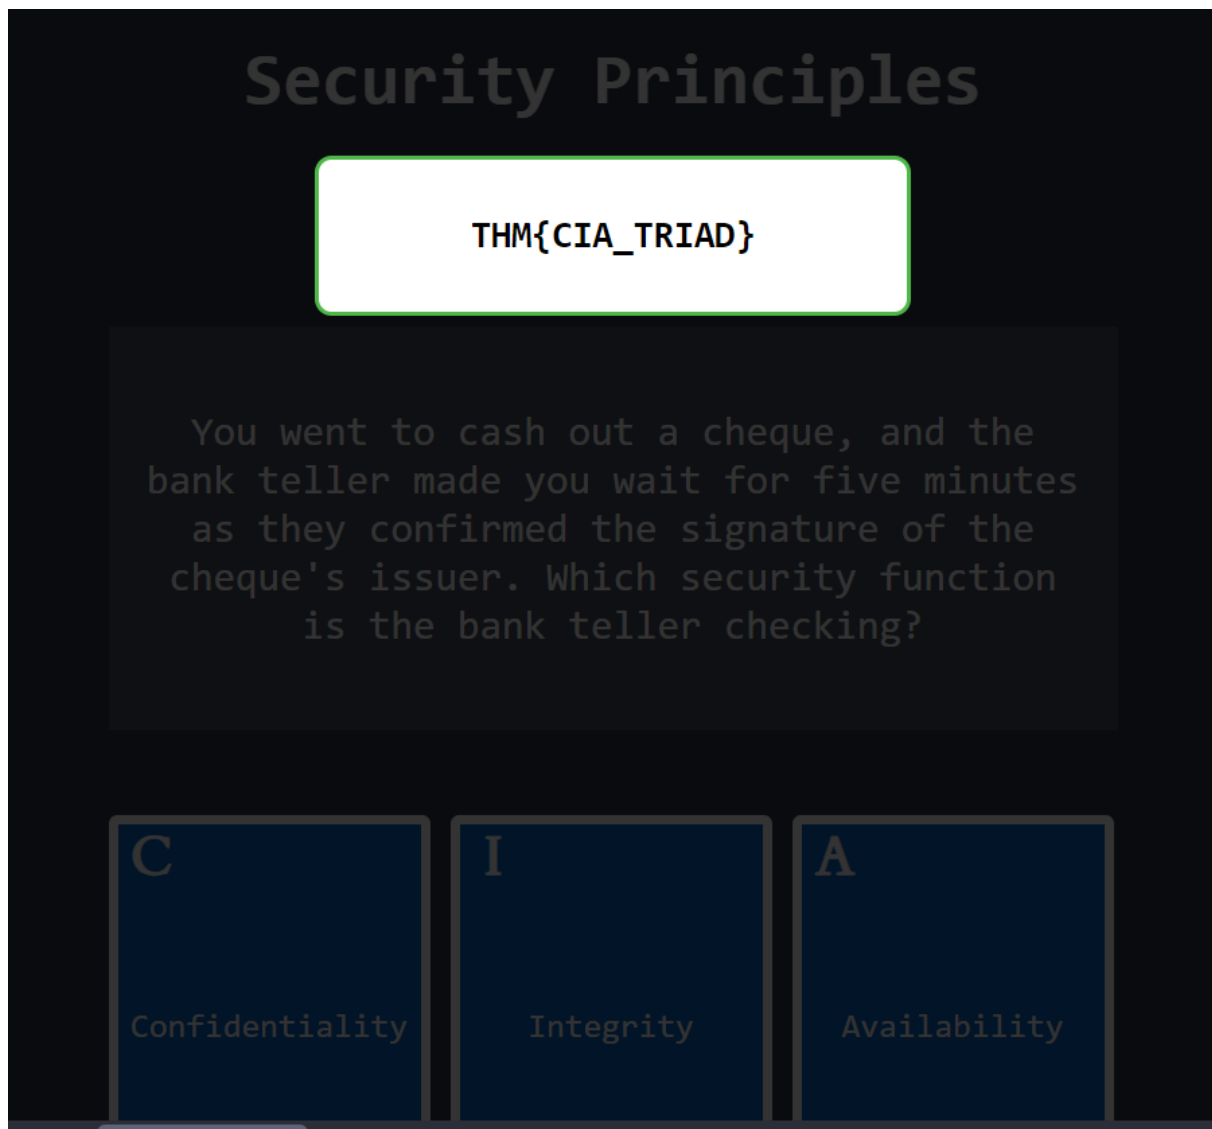 Security Principles
THM{CIA_TRIAD}
You went to cash out a cheque, and the
bank teller made you wait for five minutes
as they confirmed the signature of the
cheque's issuer. Which security function
is the bank teller checking?
C I A
Confidentiality Integrity Availability